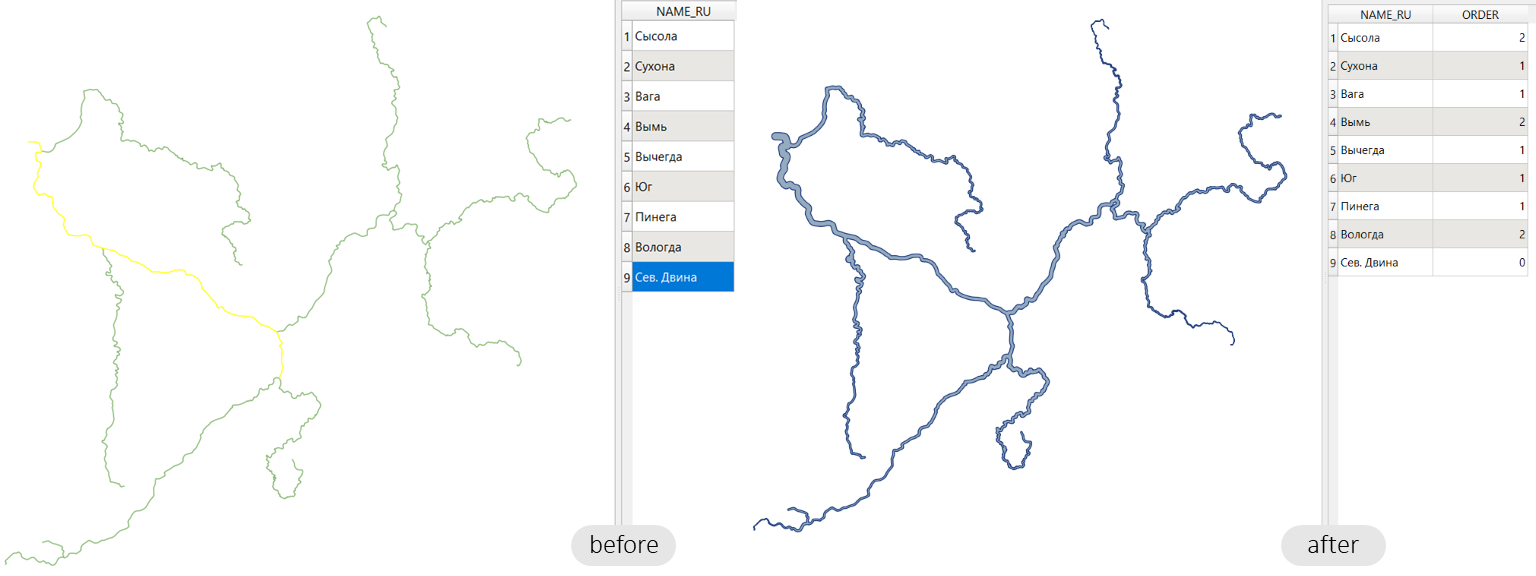 NAME_RU
1 Сысола
2 Сухона
3 Вага
4 Вымь
5 Вычегда
6 Юг
7 Пинега
8 Вологда
9 Сев. Двина
before
NAME_RU ORDER
1 Сысола 2
2 Сухона 1
3 Вага 1
4 Вымь 2
5 Вычегда 1
6 Юг 1
7 Пинега 1
8 Вологда 2
9 Сев. Двина 0
after